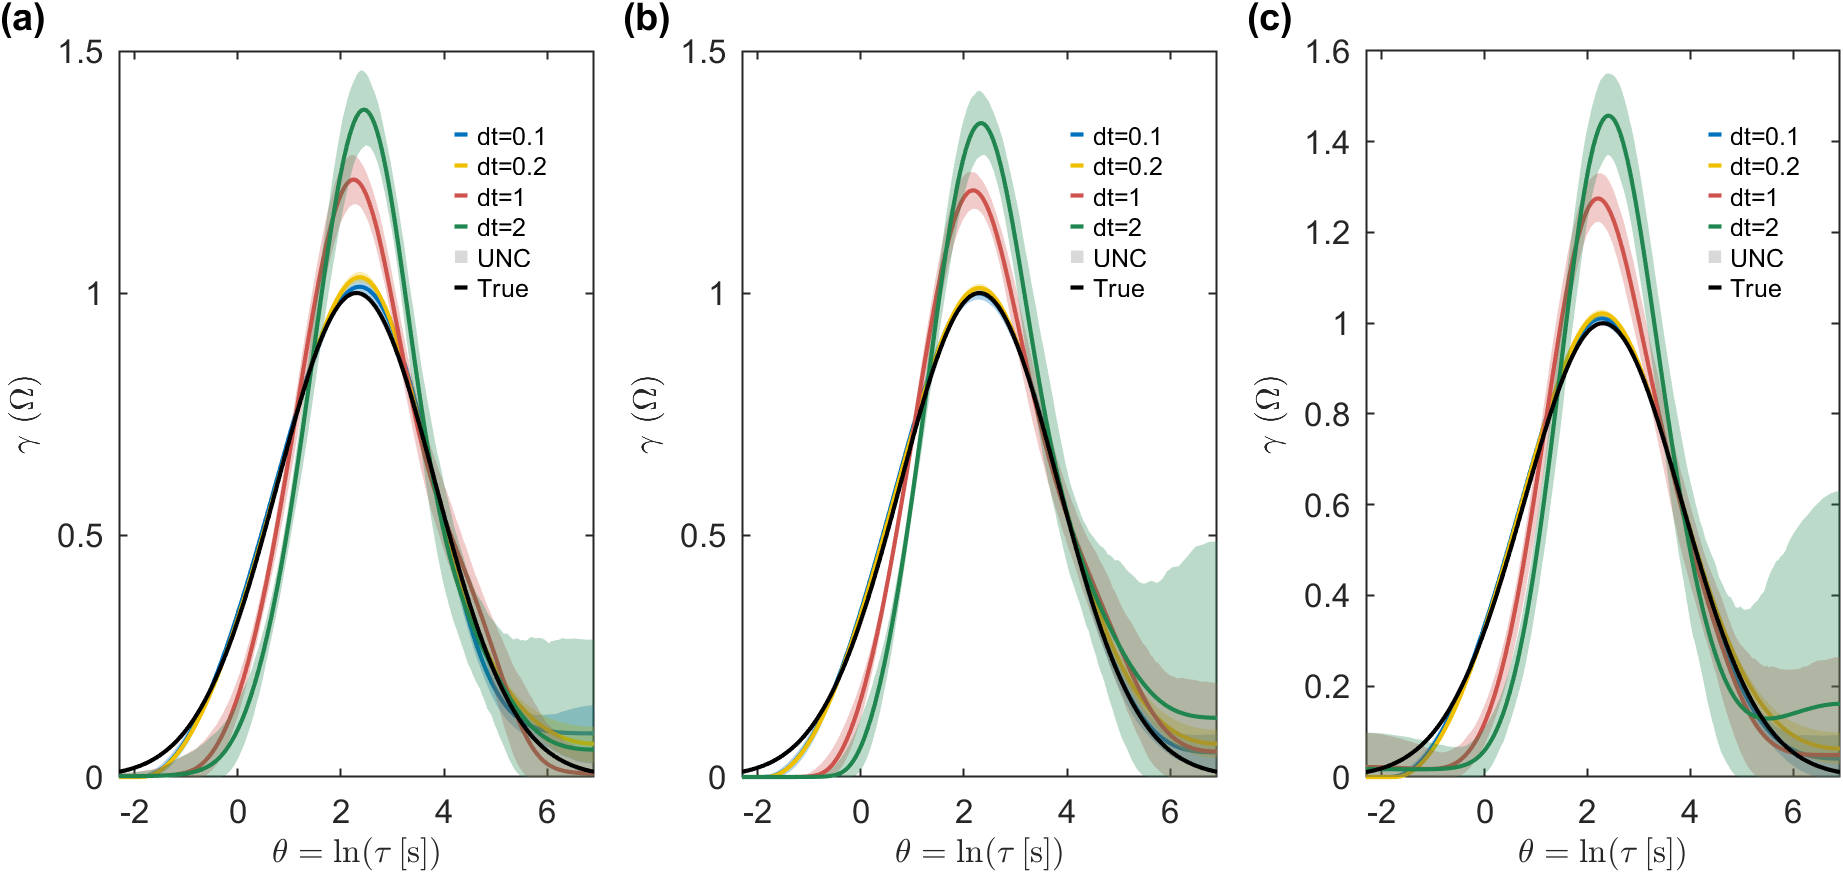 (a)
1.5
1
0.5
0
-2 0 2 4 6
γ (Ω)
θ = ln(τ [s])
dt=0.1
dt=0.2
dt=1
dt=2
UNC
True
(b)
1.5
1
0.5
0
-2 0 2 4 6
γ (Ω)
θ = ln(τ [s])
dt=0.1
dt=0.2
dt=1
dt=2
UNC
True
(c)
1.6
1.4
1.2
1
0.8
0.6
0.4
0.2
0
-2 0 2 4 6
γ (Ω)
θ = ln(τ [s])
dt=0.1
dt=0.2
dt=1
dt=2
UNC
True